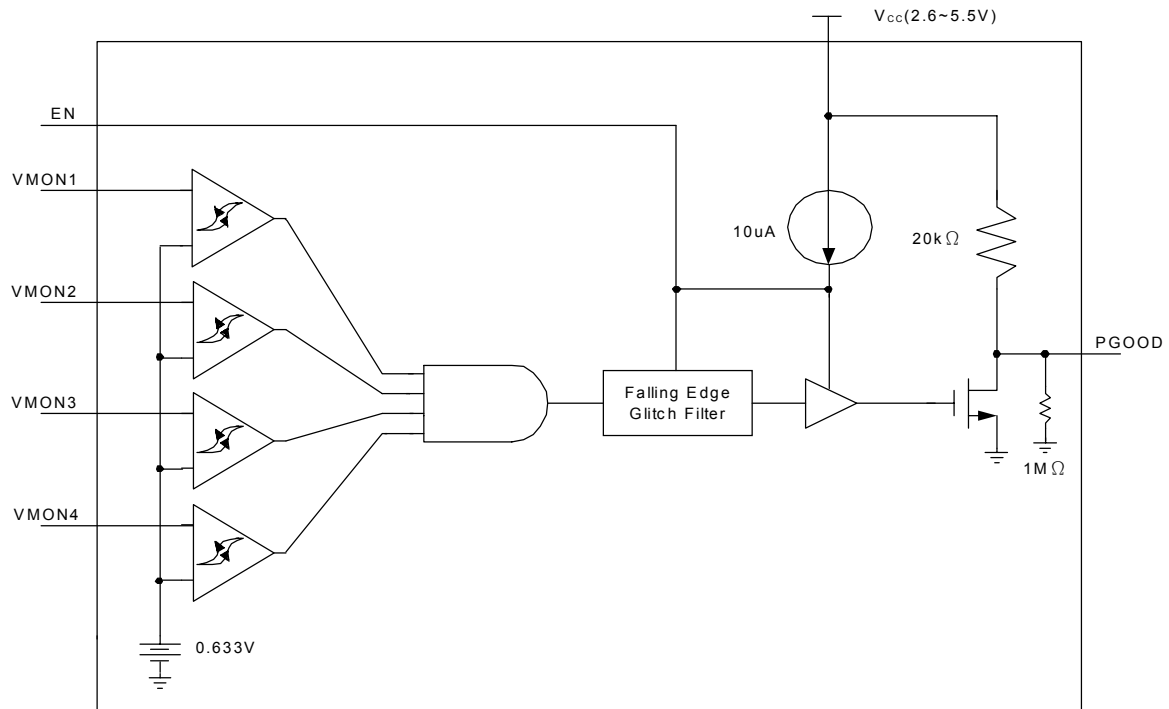 Vcc(2.6~5.5V)
EN
VMON1
10uA
20kΩ
VMON2
PGOOD
Falling Edge
Glitch Filter
VMON3
1MΩ
VMON4
0.633V